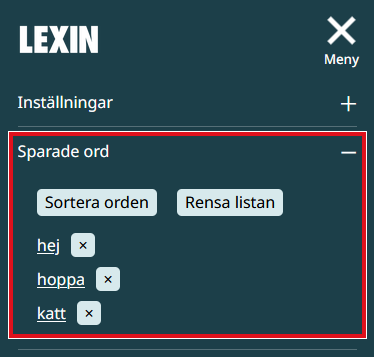 LEXIN
Meny
Inställningar
Sparade ord
Sortera orden Rensa listan
hej ×
hoppa ×
katt ×